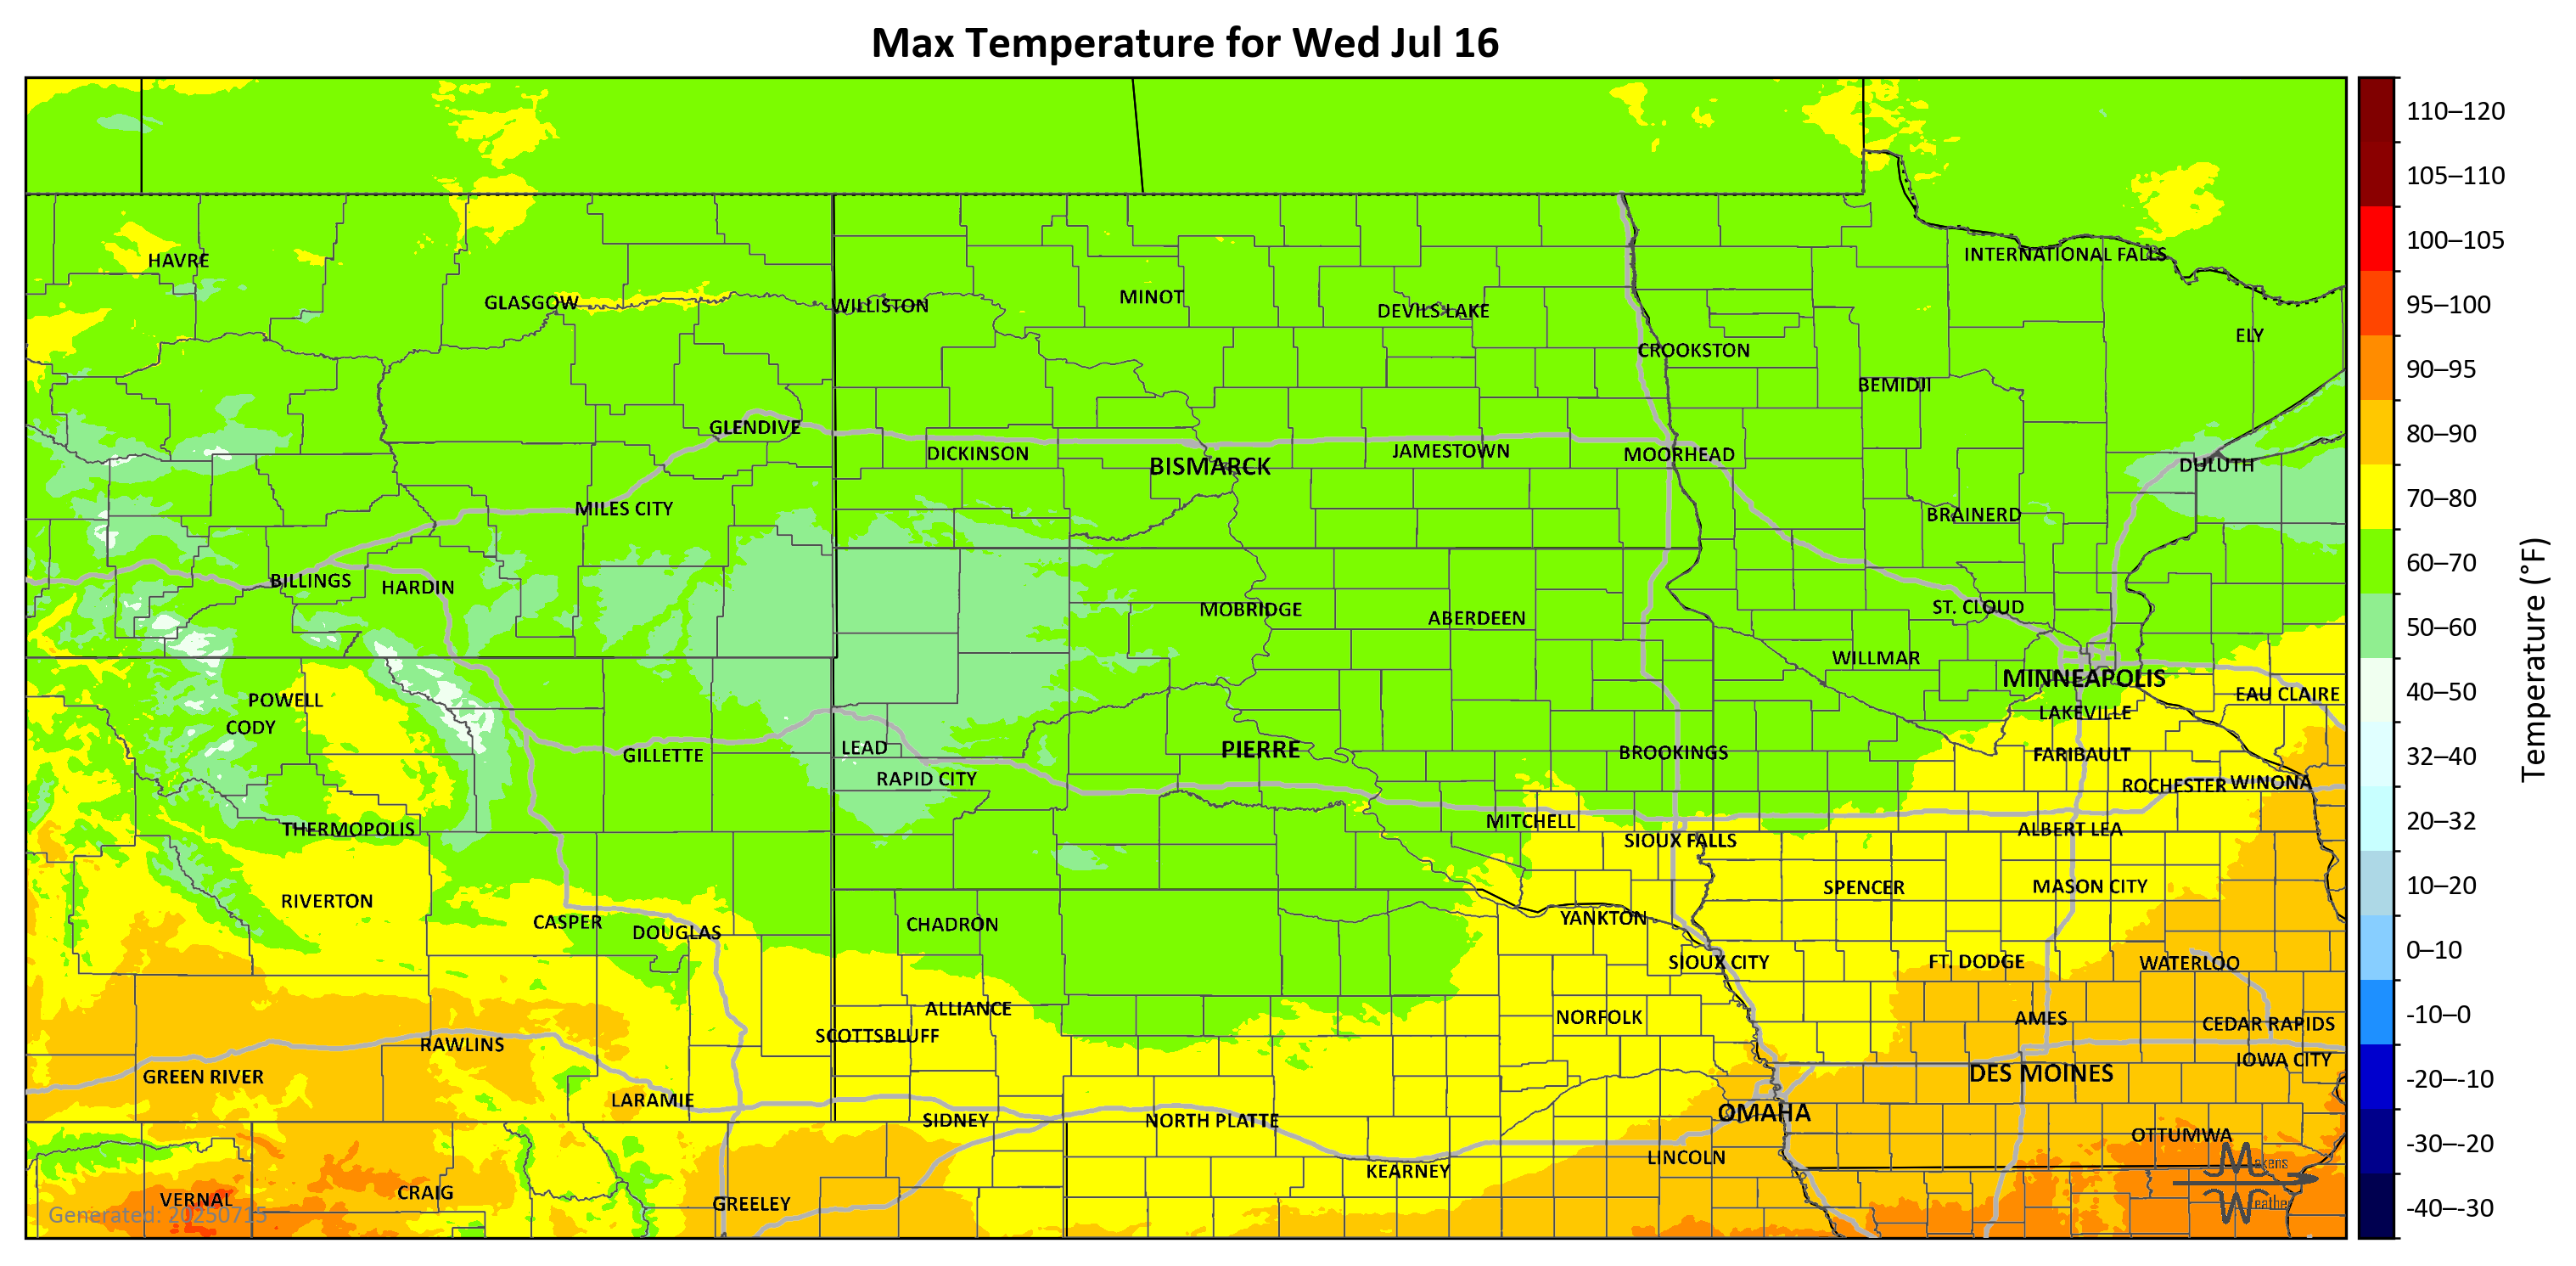 Max Temperature for Wed Jul 16
110–120
105–110
100–105
95–100
90–95
80–90
70–80
60–70
50–60
40–50
32–40
20–32
10–20
0–10
-10–0
-20–-10
-30–-20
-40–-30
Temperature (°F)
INTERNATIONAL FALLS
HAVRE
GLASGOW
WILLISTON
MINOT
DEVILS LAKE
ELY
CROOKSTON
BEMIDJI
GLENDIVE
DICKINSON
BISMARCK
JAMESTOWN
MOORHEAD
DULUTH
MILES CITY
BRAINERD
BILLINGS
HARDIN
MOBRIDGE
ABERDEEN
ST. CLOUD
WILLMAR
MINNEAPOLIS
POWELL
EAU CLAIRE
CODY
LAKEVILLE
GILLETTE
LEAD
PIERRE
BROOKINGS
FARIBAULT
RAPID CITY
ROCHESTER
WINONA
THERMOPOLIS
MITCHELL
ALBERT LEA
SIOUX FALLS
SPENCER
MASON CITY
RIVERTON
CASPER
DOUGLAS
CHADRON
YANKTON
SIOUX CITY
FT. DODGE
WATERLOO
ALLIANCE
NORFOLK
AMES
CEDAR RAPIDS
SCOTTSBLUFF
RAWLINS
IOWA CITY
GREEN RIVER
DES MOINES
LARAMIE
OMAHA
SIDNEY
NORTH PLATTE
OTTUMWA
LINCOLN
KEARNEY
VERNAL
CRAIG
GREELEY
Generated: 20250715
Makens
Weather